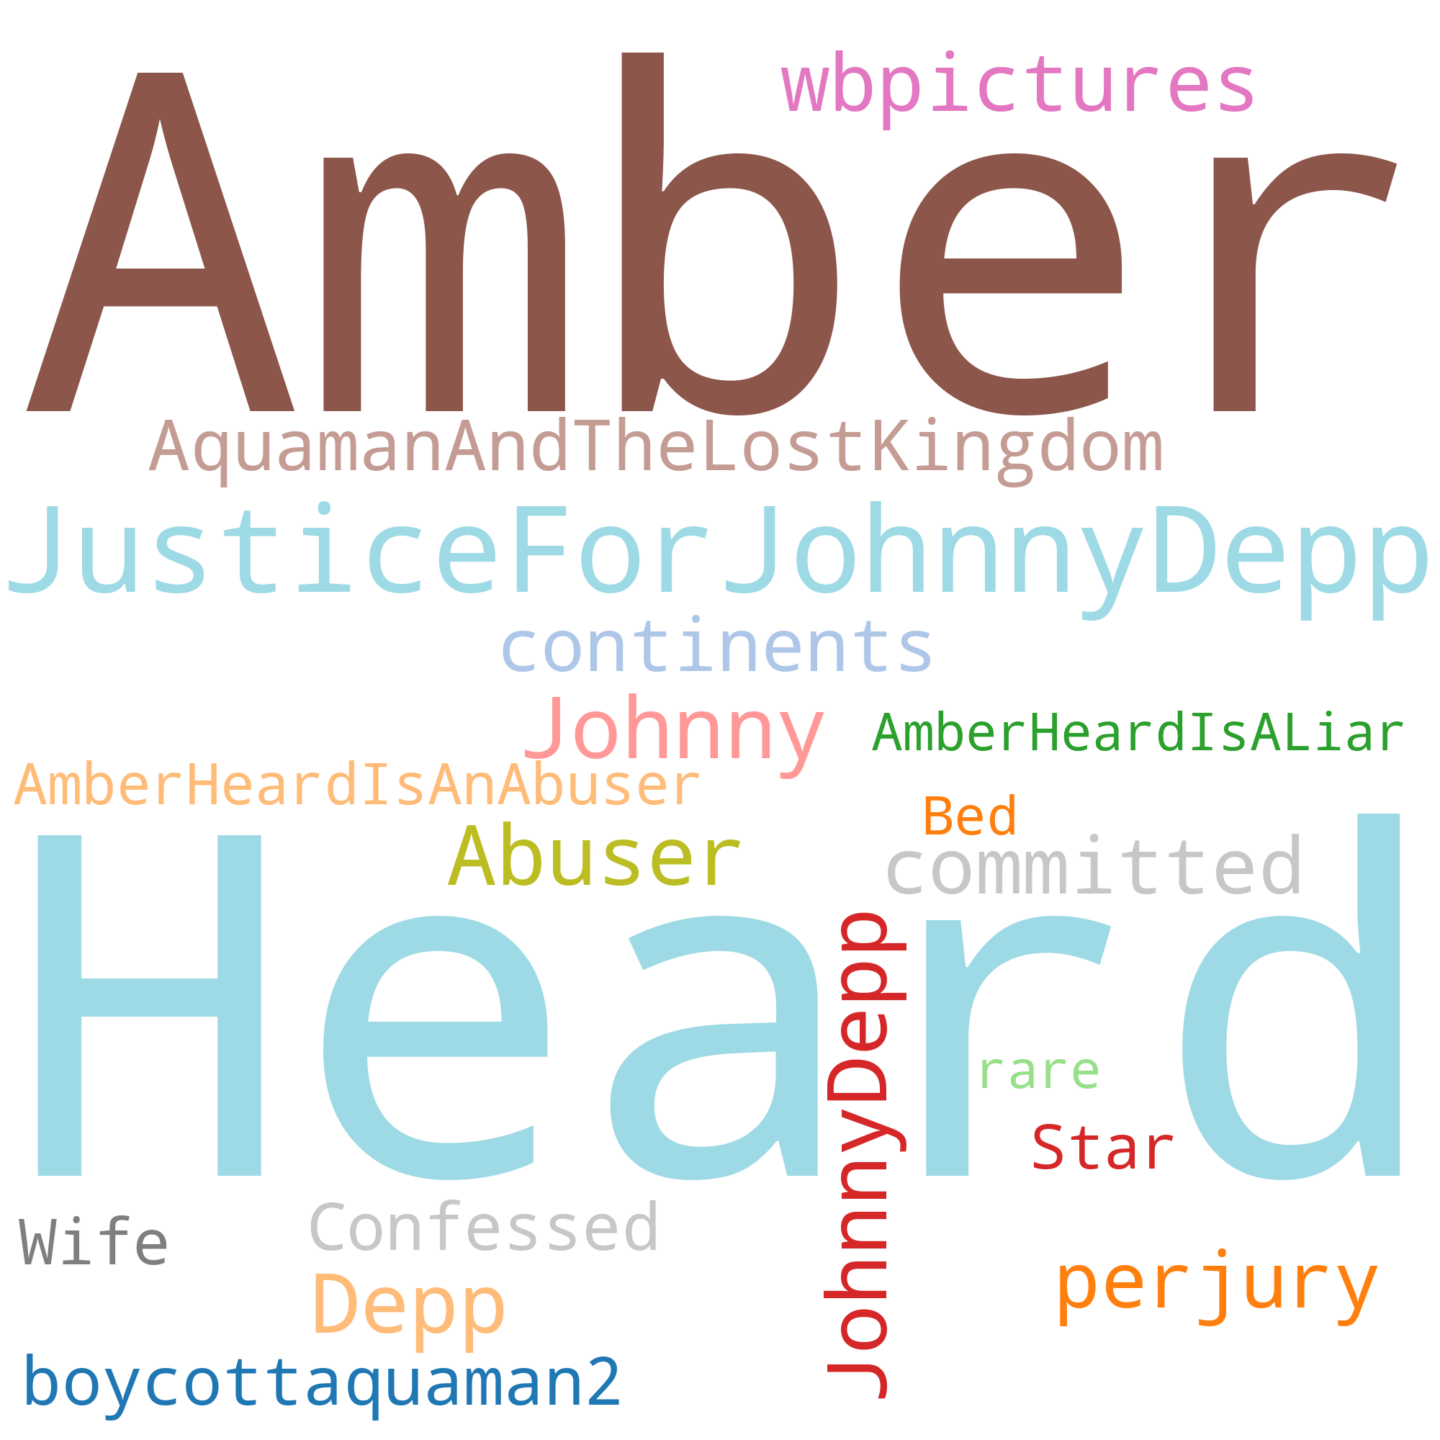 wbpictures
Amber
AquamanAndTheLostKingdom
JusticeForJohnnyDepp
continents
Johnny
AmberHeardIsALiar
AmberHeardIsAnAbuser
Bed
Abuser
committed
Heard
JohnnyDepp
rare
Star
Wife
Confessed
perjury
Depp
boycottaquaman2